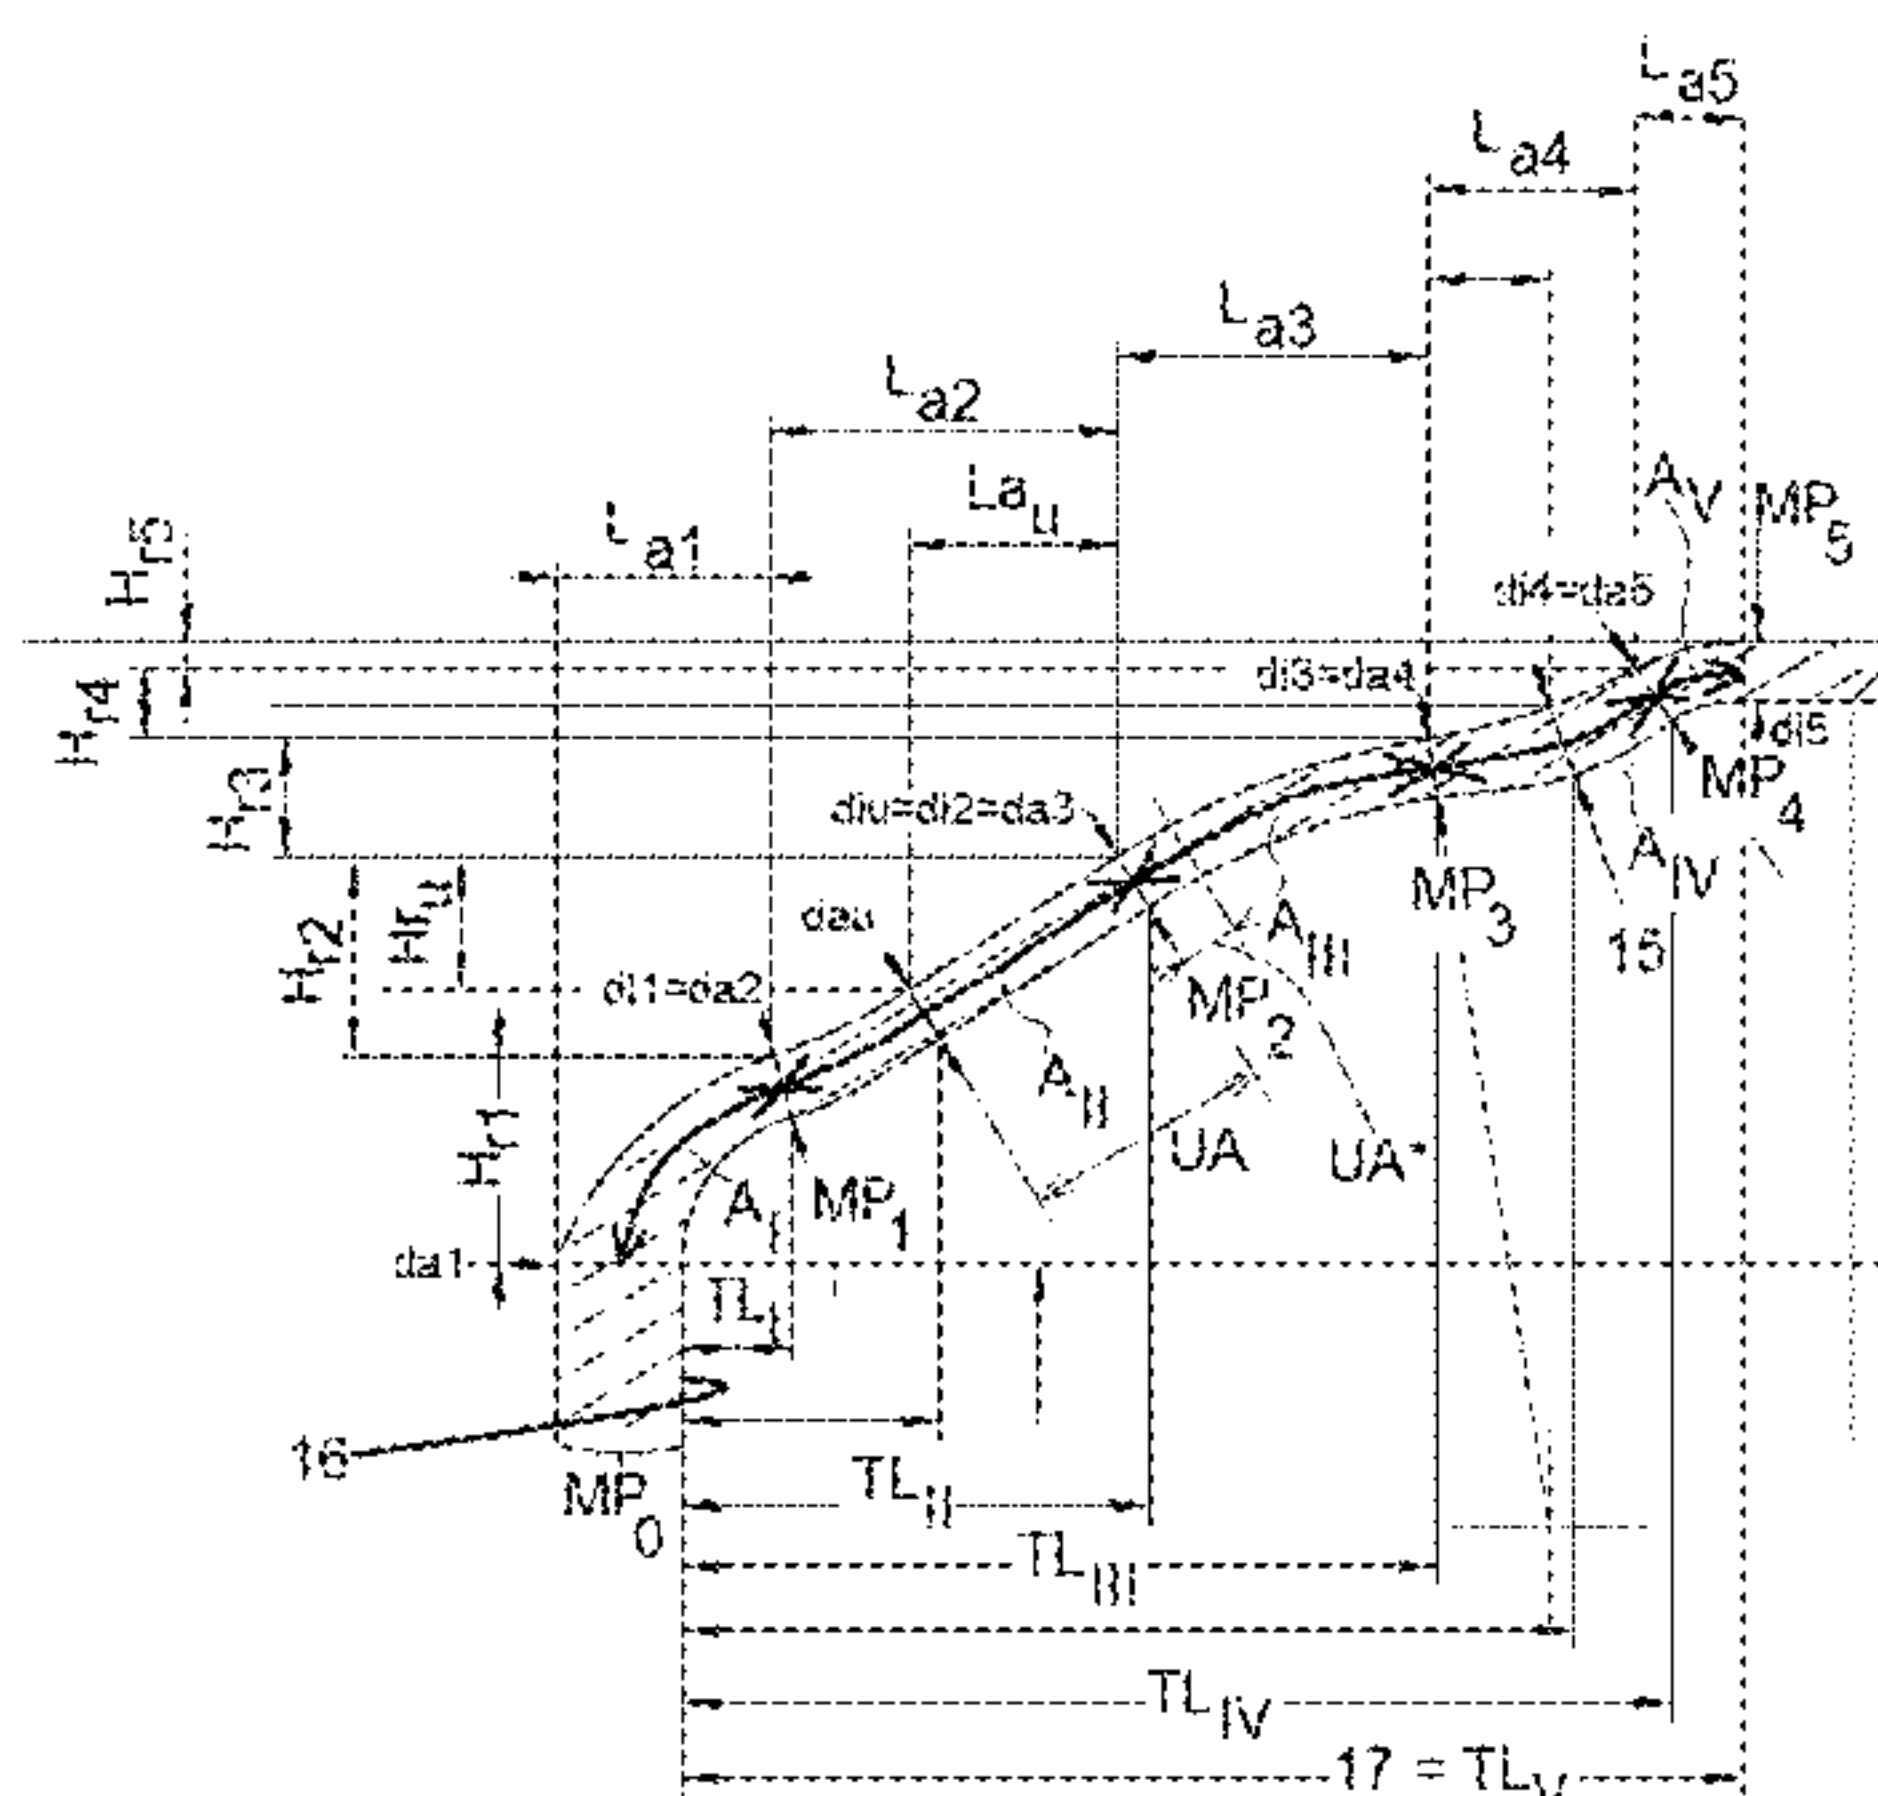 La5
La4
La3
La2
Lau
La1
AV
MP5
Hr5
di4=da5
di3=da4
Hr4
di5
MP4
Hr3
diu=di2=da3
AIV
MP3
15
Hru
Hr2
dau
AIII
di1=da2
MP2
AII
UA
UA*
Hr1
AI
MP1
da1
TLI
16
MP0
TLII
TLIII
TLIV
17 = TLV